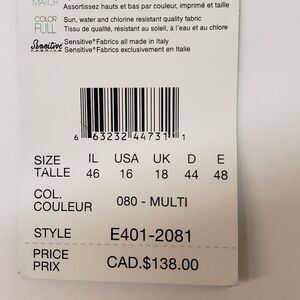 MATCH
Assortissez hauts et bas par couleur, imprimé et taille
COLOR Sun, water and chlorine resistant quality fabric
FULL Tissu de qualité, résistant au soleil, à l'eau et au chlore
Sensitive Sensitive® Fabrics all made in Italy
Sensitive® Fabrics exclusivement en Italie
6 63232 44731 1
SIZE IL USA UK D E
TALLE 46 16 18 44 48
COL.
COULEUR 080 - MULTI
STYLE E401-2081
PRICE
PRIX CAD.$138.00